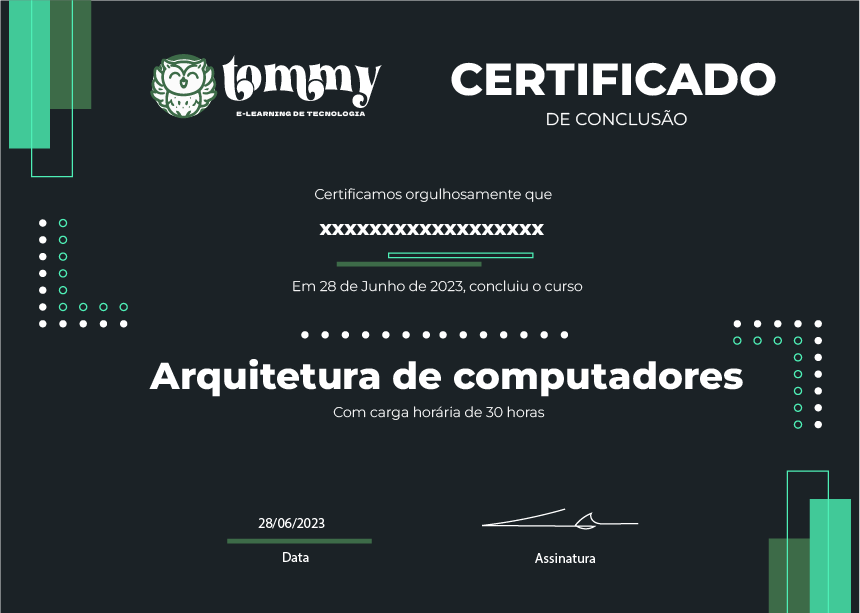 tommy
E-LEARNING DE TECNOLOGIA
CERTIFICADO
DE CONCLUSÃO
Certificamos orgulhosamente que
xxxxxxxxxxxxxxxxxx
Em 28 de Junho de 2023, concluiu o curso
Arquitetura de computadores
Com carga horária de 30 horas
28/06/2023
Data
Assinatura